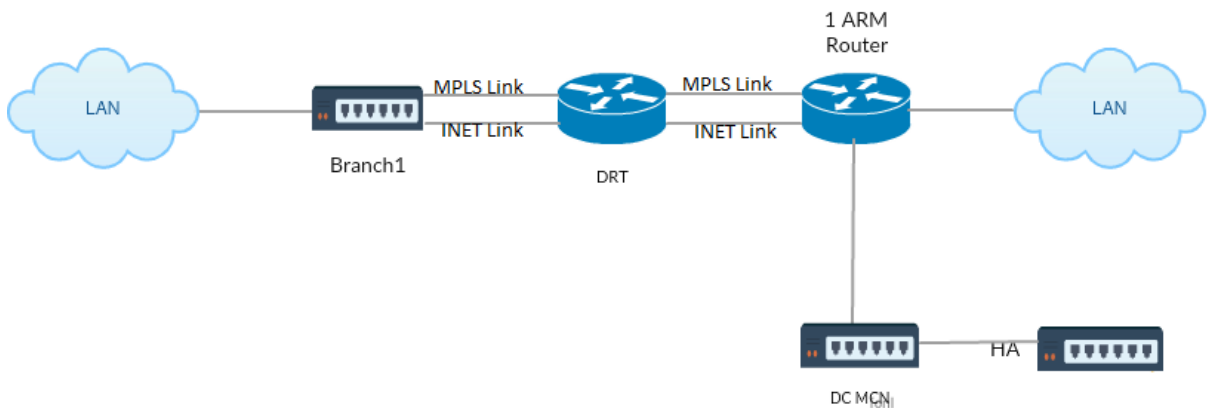 1 ARM
Router
LAN
MPLS Link
MPLS Link
LAN
INET Link
INET Link
Branch1
DRT
HA
DC MCN